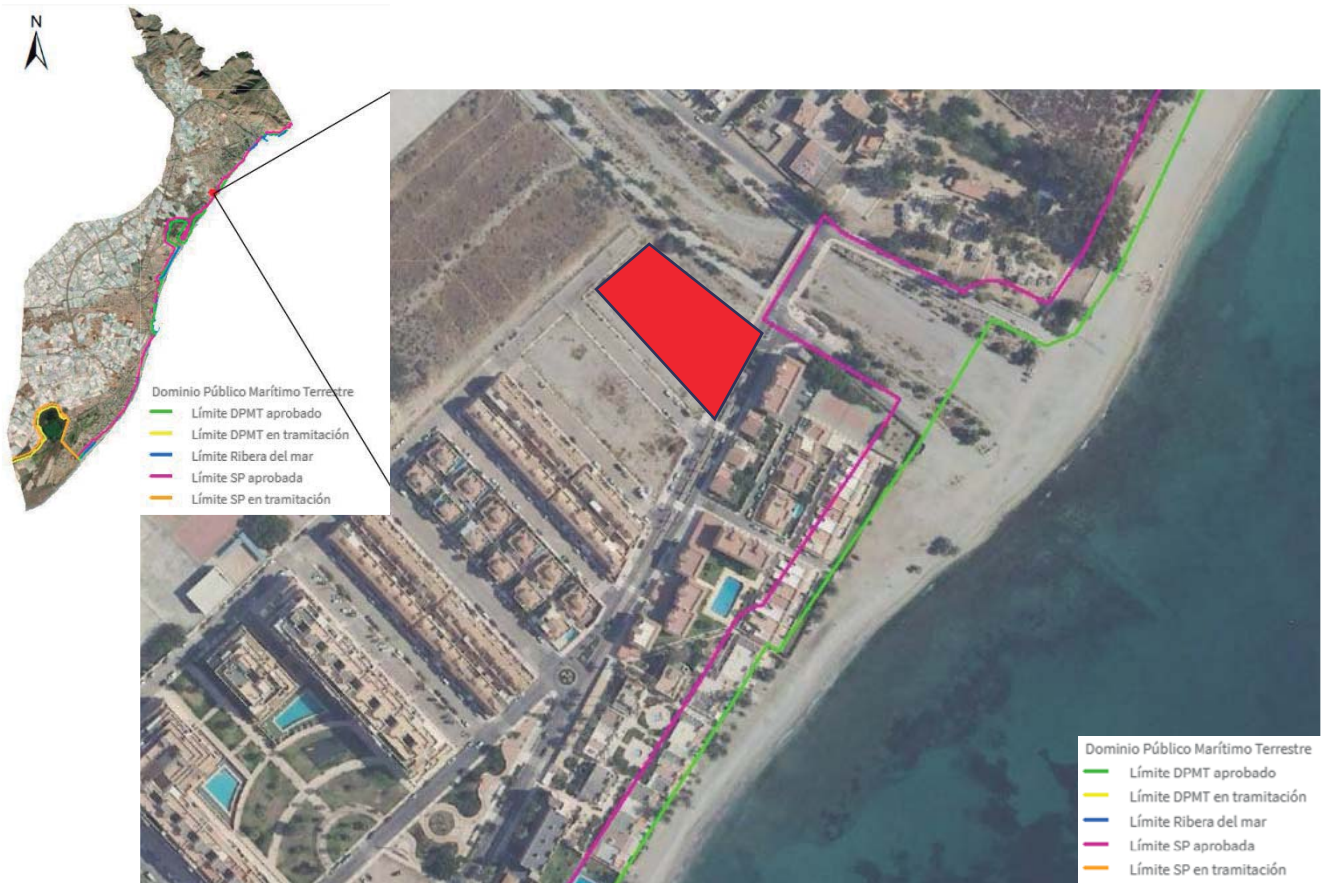 N
Dominio Público Marítimo Terrestre
Límite DPMT aprobado
Límite DPMT en tramitación
Límite Ribera del mar
Límite SP aprobada
Límite SP en tramitación
Dominio Público Marítimo Terrestre
Límite DPMT aprobado
Límite DPMT en tramitación
Límite Ribera del mar
Límite SP aprobada
Límite SP en tramitación